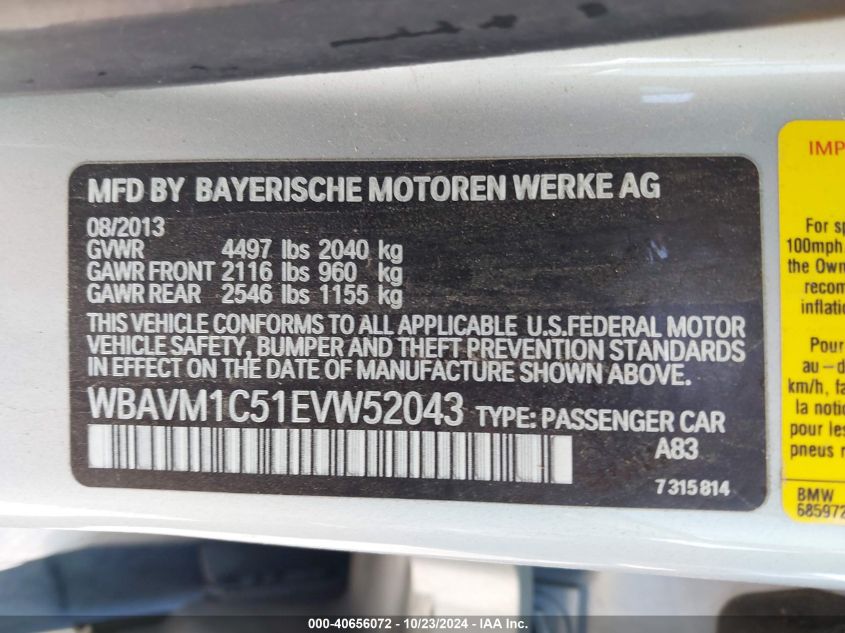 MFD BY BAYERISCHE MOTOREN WERKE AG
08/2013
GVWR 4497 lbs 2040 kg
GAWR FRONT 2116 lbs 960 kg
GAWR REAR 2546 lbs 1155 kg
THIS VEHICLE CONFORMS TO ALL APPLICABLE U.S.FEDERAL MOTOR
VEHICLE SAFETY, BUMPER AND THEFT PREVENTION STANDARDS
IN EFFECT ON THE DATE OF MANUFACTURE SHOWN ABOVE.
WBAVM1C51EVW52043 TYPE: PASSENGER CAR
A83
7 315 814
IMP
For sp
100mph
the Own
recom
inflati
Pour
au-d
km/h, fa
la notic
pour les
pneus r
BMW
685972
000-40656072 - 10/23/2024 - IAA Inc.